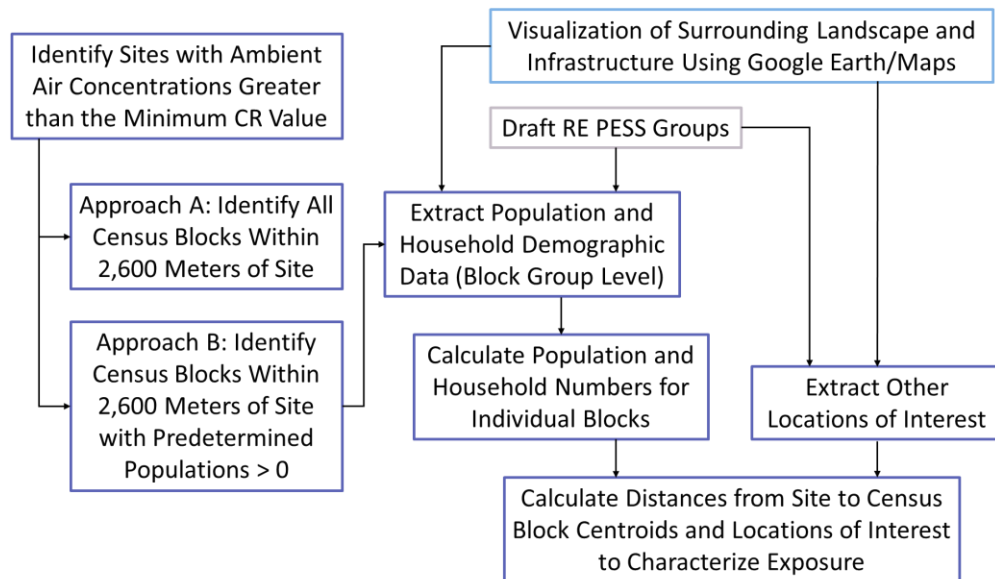 Identify Sites with Ambient
Air Concentrations Greater
than the Minimum CR Value
Visualization of Surrounding Landscape and
Infrastructure Using Google Earth/Maps
Draft RE PESS Groups
Approach A: Identify All
Census Blocks Within
2,600 Meters of Site
Extract Population and
Household Demographic
Data (Block Group Level)
Approach B: Identify
Census Blocks Within
2,600 Meters of Site
with Predetermined
Populations > 0
Calculate Population and
Household Numbers for
Individual Blocks
Extract Other
Locations of Interest
Calculate Distances from Site to Census
Block Centroids and Locations of Interest
to Characterize Exposure